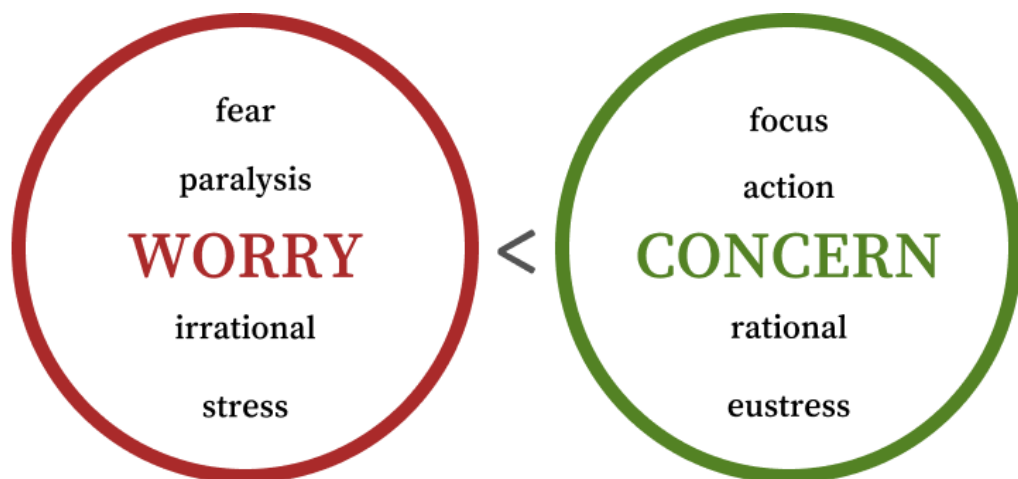 fear
paralysis
WORRY
irrational
stress
<
focus
action
CONCERN
rational
eustress